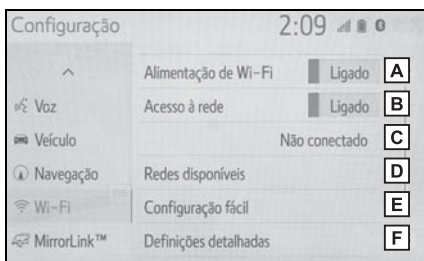 Configuração 2:09
Alimentação de Wi-Fi Ligado A
Voz Acesso à rede Ligado B
Veículo Não conectado C
Navegação Redes disponíveis D
Wi-Fi Configuração fácil E
MirrorLink™ Definições detalhadas F